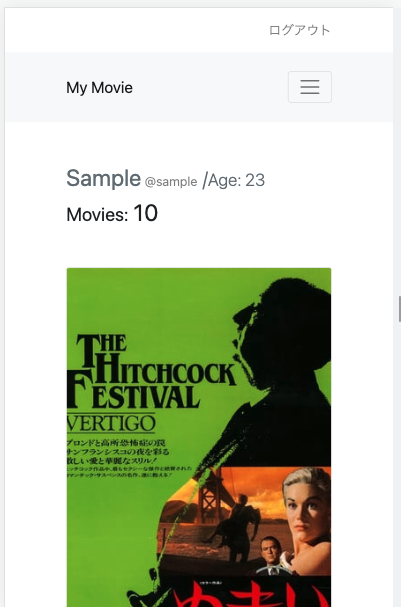 ログアウト
My Movie
Sample @sample /Age: 23
Movies: 10
THE
HITCHCOCK
FESTIVAL
VERTIGO
ブロンドと高所恐怖症の罠
サンフランシスコの夜を彩る
激しい愛と華麗なスリル!
めまい